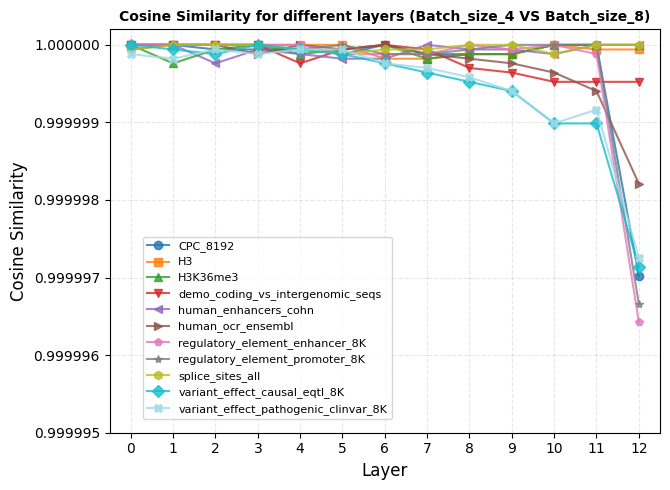 Cosine Similarity for different layers (Batch_size_4 VS Batch_size_8)
1.000000
0.999999
0.999998
0.999997
0.999996
0.999995
Cosine Similarity
CPC_8192
H3
H3K36me3
demo_coding_vs_intergenomic_seqs
human_enhancers_cohn
human_ocr_ensembl
regulatory_element_enhancer_8K
regulatory_element_promoter_8K
splice_sites_all
variant_effect_causal_eqtl_8K
variant_effect_pathogenic_clinvar_8K
0 1 2 3 4 5 6 7 8 9 10 11 12
Layer